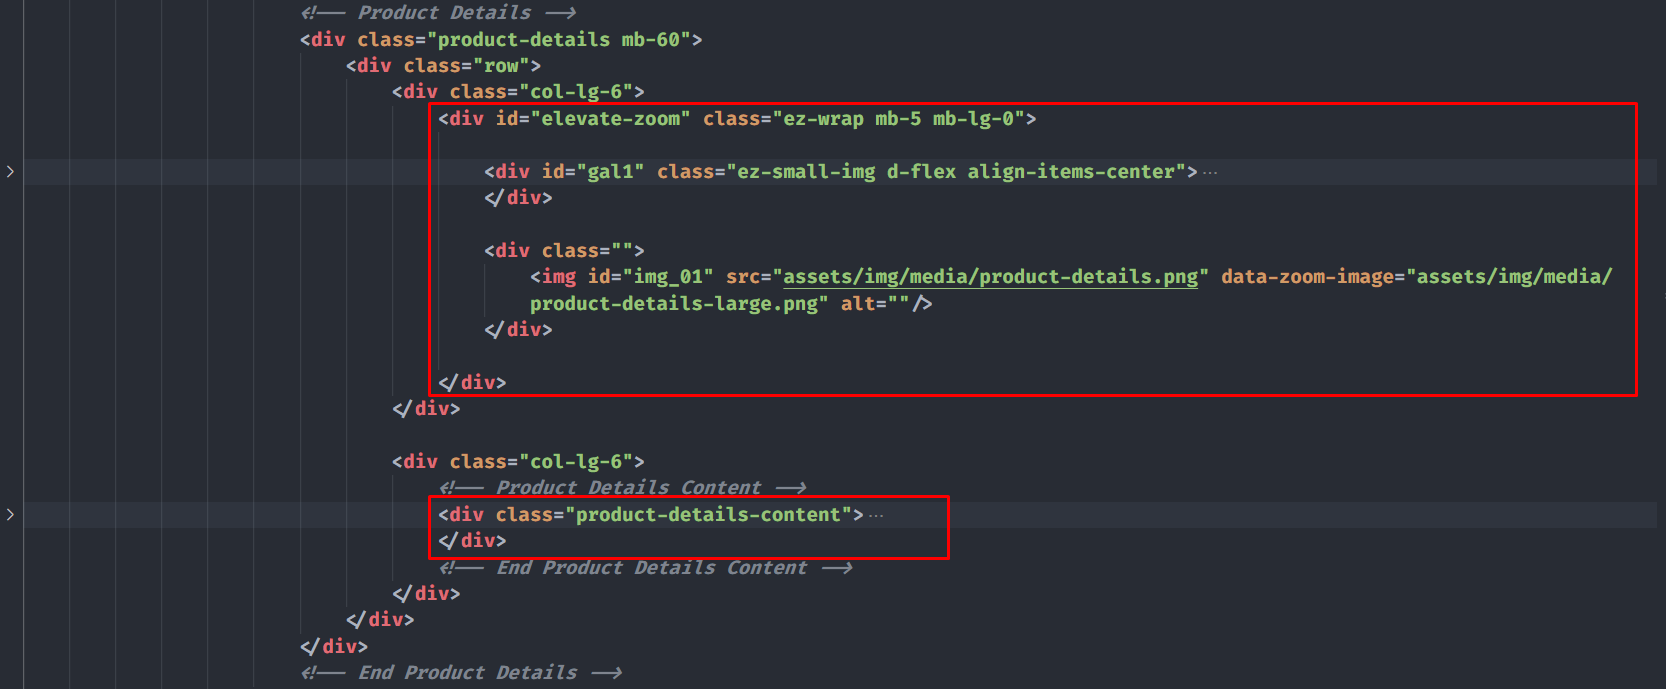 <!-- Product Details -->
<div class="product-details mb-60">
<div class="row">
<div class="col-lg-6">
<div id="elevate-zoom" class="ez-wrap mb-5 mb-lg-0">
<div id="gal1" class="ez-small-img d-flex align-items-center">...
</div>
<div class="">
<img id="img_01" src="assets/img/media/product-details.png" data-zoom-image="assets/img/media/
product-details-large.png" alt=""/>
</div>
</div>
</div>
<div class="col-lg-6">
<!-- Product Details Content -->
<div class="product-details-content">...
</div>
<!-- End Product Details Content -->
</div>
</div>
</div>
<!-- End Product Details -->